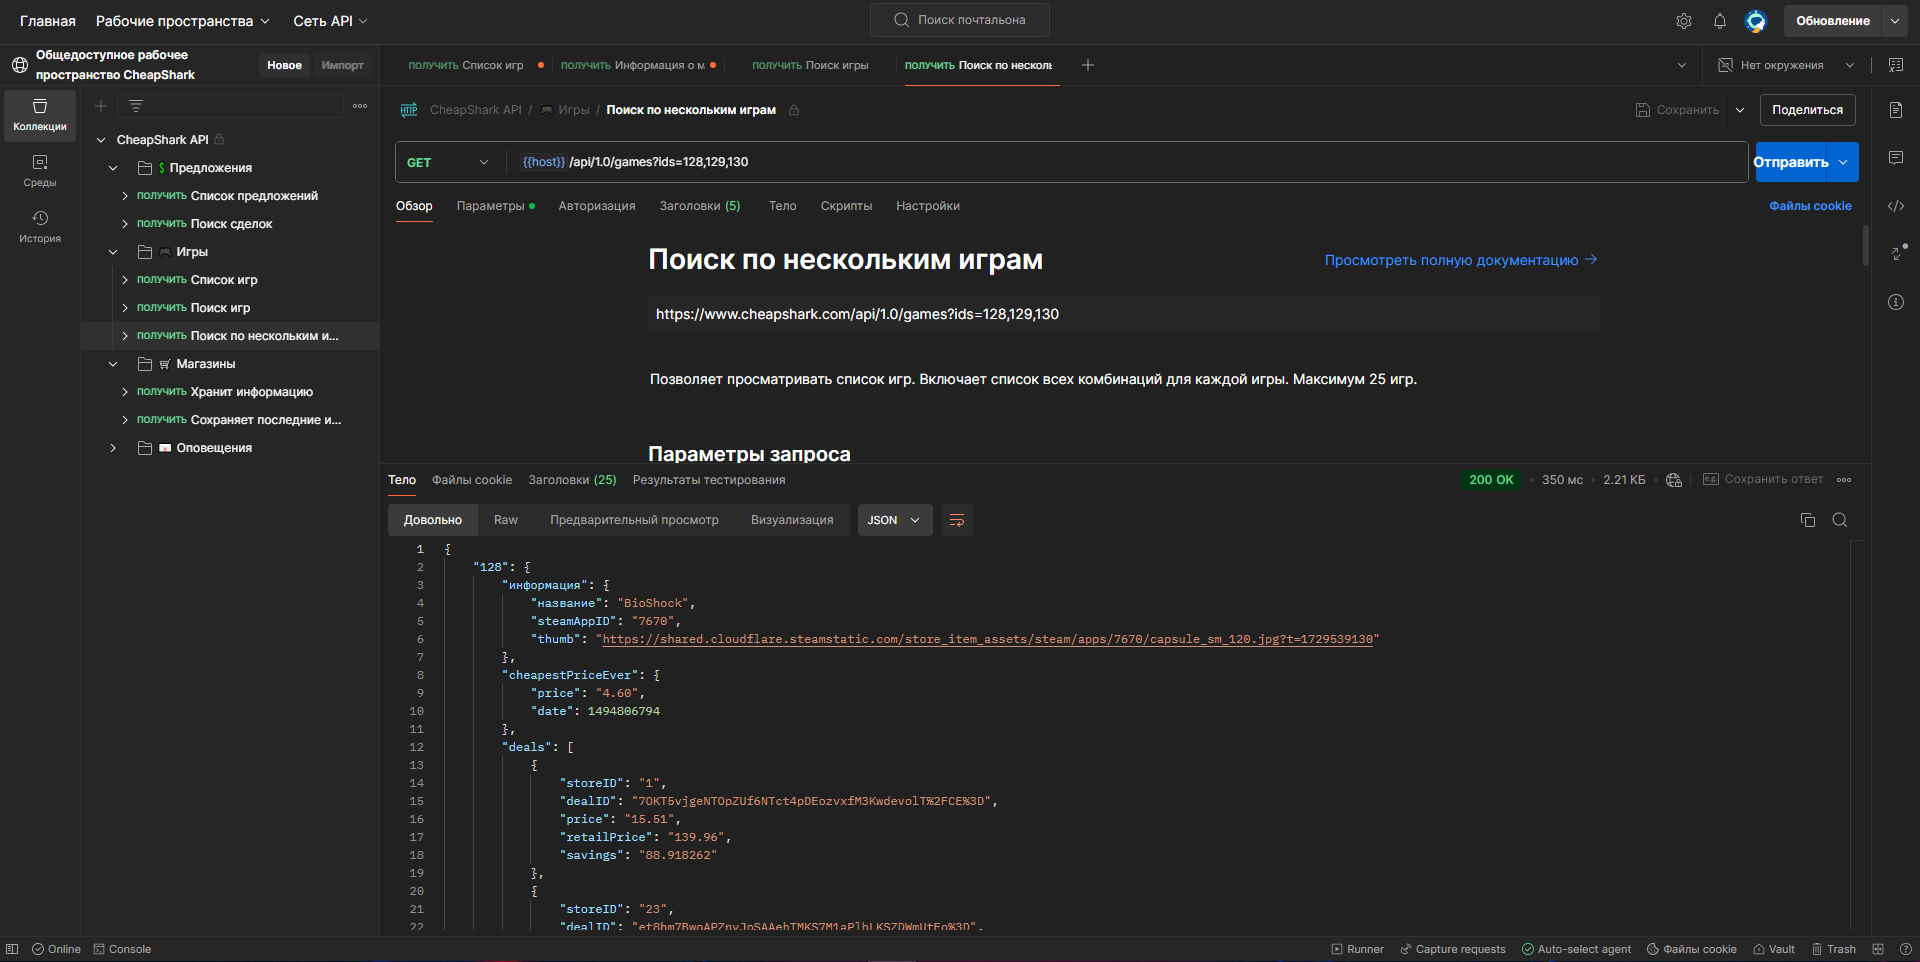 Главная Рабочие пространства Сеть API Поиск почтальона Обновление
Общедоступное рабочее пространство CheapShark Новое Импорт
ПОЛУЧИТЬ Список игр ПОЛУЧИТЬ Информация о м ПОЛУЧИТЬ Поиск игры ПОЛУЧИТЬ Поиск по несколь Нет окружения
Коллекции
Среды
История
CheapShark API
Предложения
ПОЛУЧИТЬ Список предложений
ПОЛУЧИТЬ Поиск сделок
Игры
ПОЛУЧИТЬ Список игр
ПОЛУЧИТЬ Поиск игр
ПОЛУЧИТЬ Поиск по нескольким и...
Магазины
ПОЛУЧИТЬ Хранит информацию
ПОЛУЧИТЬ Сохраняет последние и...
Оповещения
HTTP CheapShark API / Игры / Поиск по нескольким играм Сохранить Поделиться
GET {{host}} /api/1.0/games?ids=128,129,130 Отправить
Обзор Параметры Авторизация Заголовки (5) Тело Скрипты Настройки Файлы cookie
Поиск по нескольким играм Просмотреть полную документацию →
https://www.cheapshark.com/api/1.0/games?ids=128,129,130
Позволяет просматривать список игр. Включает список всех комбинаций для каждой игры. Максимум 25 игр.
Параметры запроса
Тело Файлы cookie Заголовки (25) Результаты тестирования 200 OK 350 мс 2.21 КБ e.g. Сохранить ответ
Довольно Raw Предварительный просмотр Визуализация JSON
1 {
2 "128": {
3 "информация": {
4 "название": "BioShock",
5 "steamAppID": "7670",
6 "thumb": "https://shared.cloudflare.steamstatic.com/store_item_assets/steam/apps/7670/capsule_sm_120.jpg?t=1729539130"
7 },
8 "cheapestPriceEver": {
9 "price": "4.60",
10 "date": 1494806794
11 },
12 "deals": [
13 {
14 "storeID": "1",
15 "dealID": "7OKT5vjgeNTOpZUf6NTct4pDEozvxfM3KwdevolT%2FCE%3D",
16 "price": "15.51",
17 "retailPrice": "139.96",
18 "savings": "88.918262"
19 },
20 {
21 "storeID": "23",
22 "dealID":
Online Console Runner Capture requests Auto-select agent Файлы cookie Vault Trash